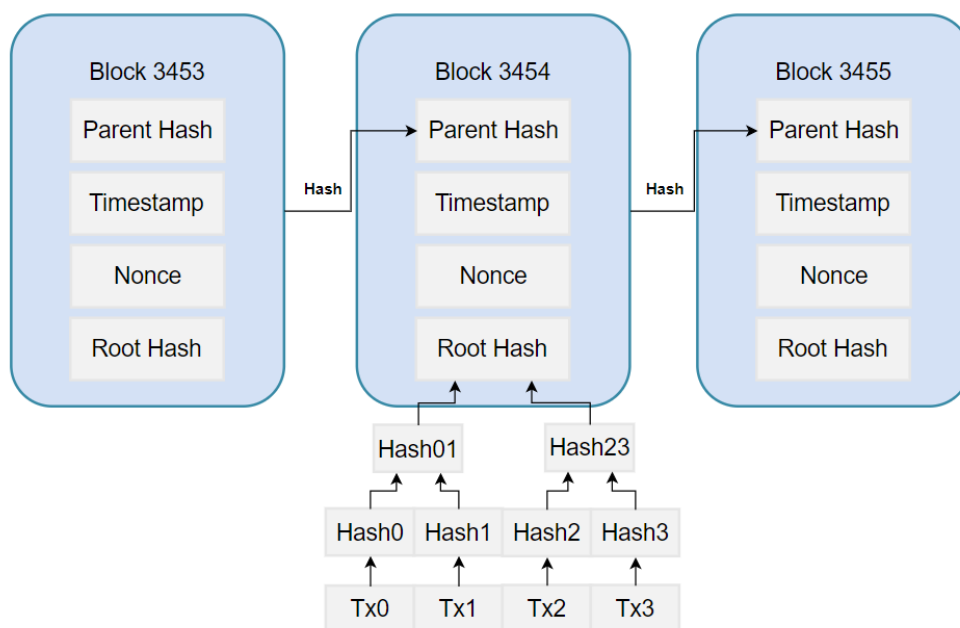 Block 3453
Parent Hash
Timestamp
Nonce
Root Hash
Hash
Block 3454
Parent Hash
Timestamp
Nonce
Root Hash
Hash
Block 3455
Parent Hash
Timestamp
Nonce
Root Hash
Hash01
Hash23
Hash0
Hash1
Hash2
Hash3
Tx0
Tx1
Tx2
Tx3